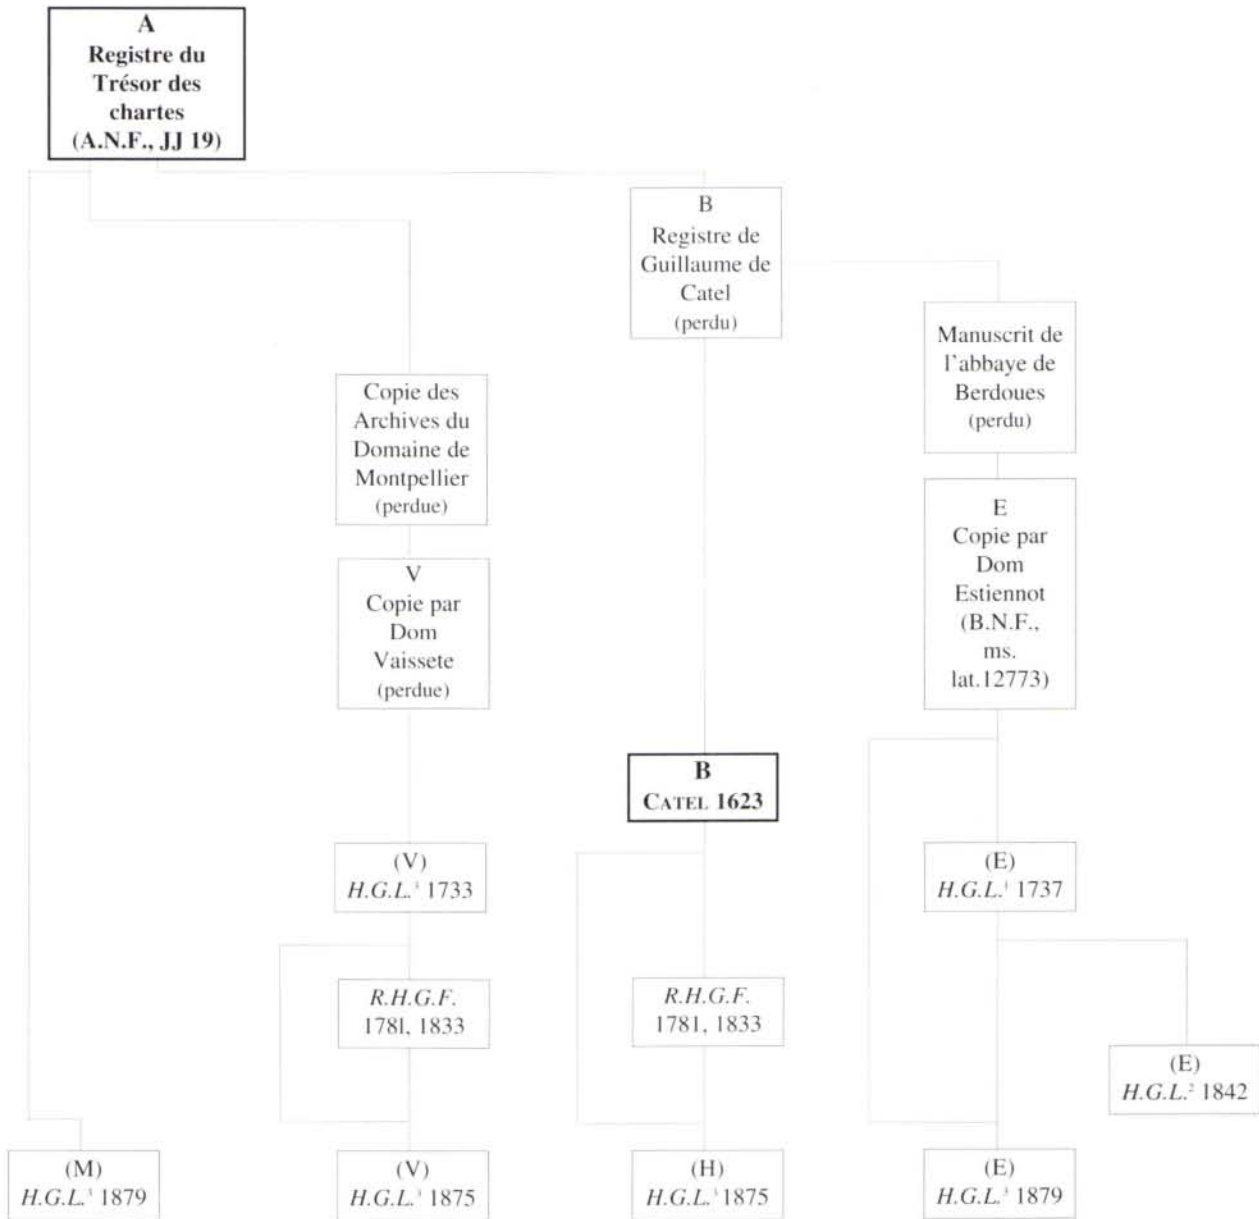 A
Registre du
Trésor des
chartes
(A.N.F., JJ 19)
B
Registre de
Guillaume de
Catel
(perdu)
Manuscrit de
l'abbaye de
Berdoues
(perdu)
Copie des
Archives du
Domaine de
Montpellier
(perdue)
E
Copie par
Dom
Estiennot
(B.N.F.,
ms.
lat.12773)
V
Copie par
Dom
Vaissete
(perdue)
B
CATEL 1623
(V)
H.G.L.¹ 1733
(E)
H.G.L.¹ 1737
R.H.G.F.
1781, 1833
R.H.G.F.
1781, 1833
(E)
H.G.L.² 1842
(M)
H.G.L.³ 1879
(V)
H.G.L.³ 1875
(H)
H.G.L.³ 1875
(E)
H.G.L.³ 1879